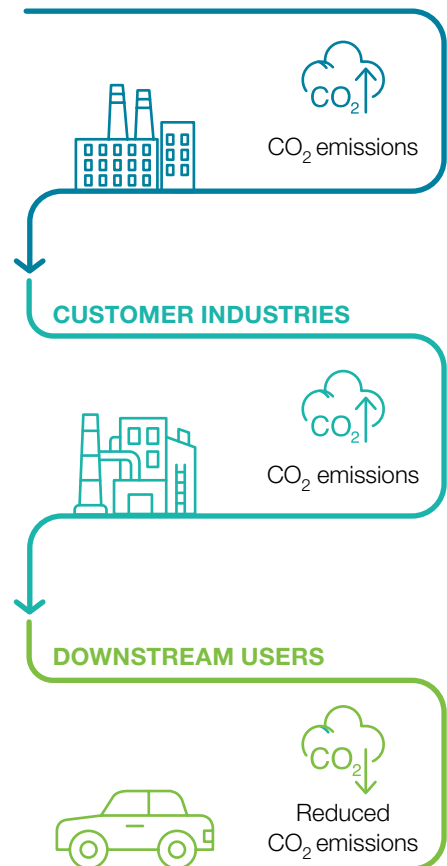 CO₂
CO₂ emissions
CUSTOMER INDUSTRIES
CO₂
CO₂ emissions
DOWNSTREAM USERS
CO₂
Reduced
CO₂ emissions